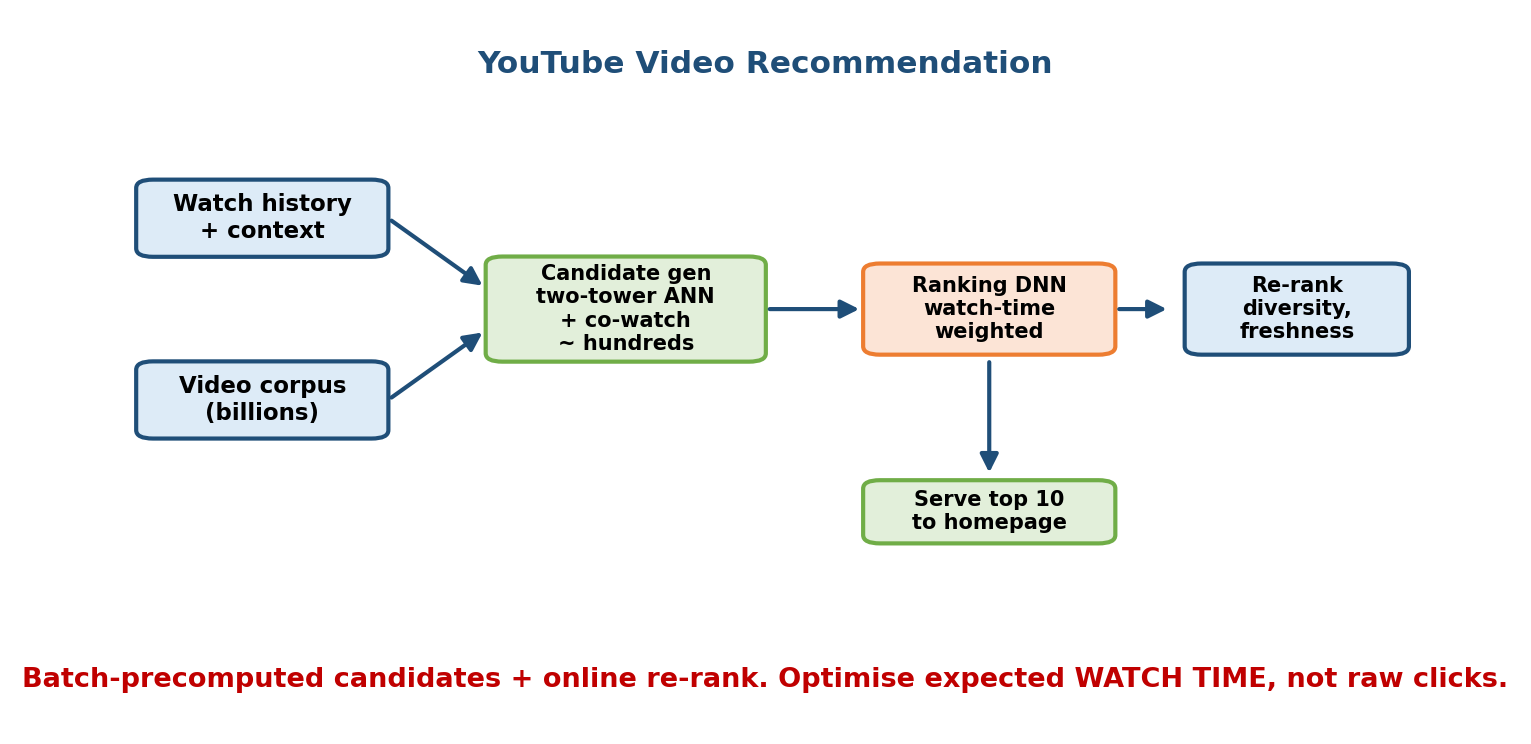 YouTube Video Recommendation
Watch history
+ context
Video corpus
(billions)
Candidate gen
two-tower ANN
+ co-watch
~ hundreds
Ranking DNN
watch-time
weighted
Re-rank
diversity,
freshness
Serve top 10
to homepage
Batch-precomputed candidates + online re-rank. Optimise expected WATCH TIME, not raw clicks.